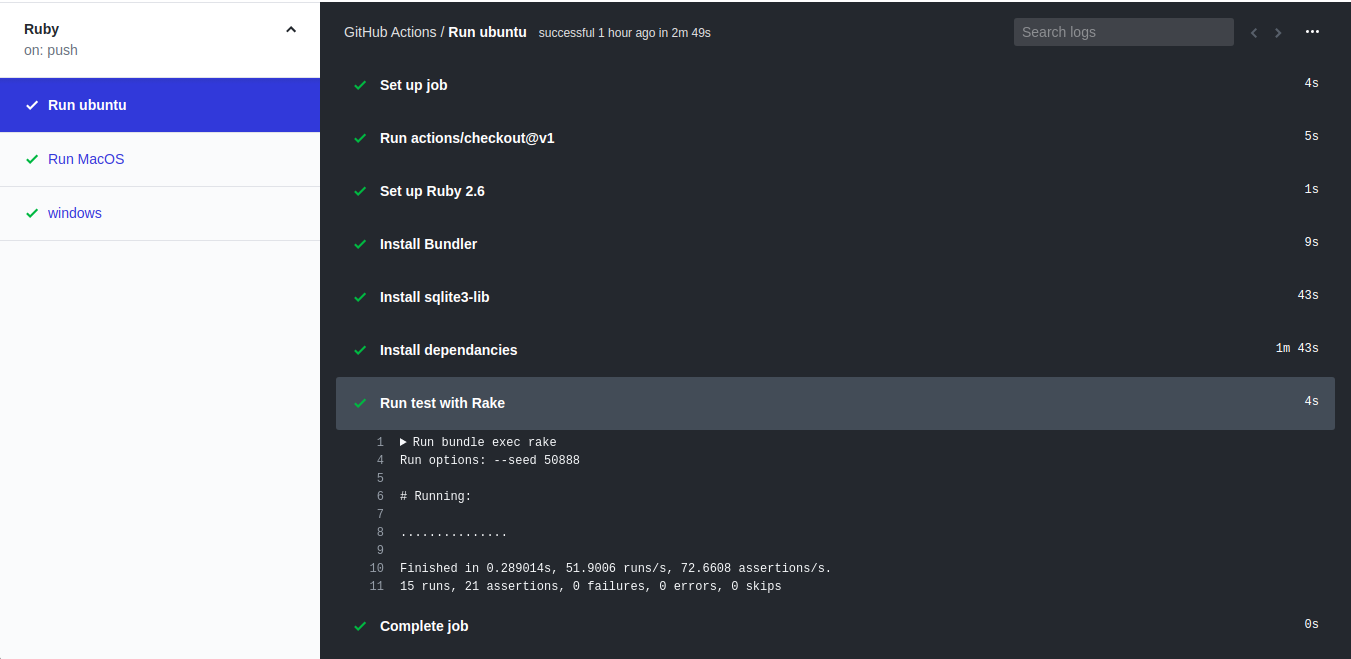 Ruby
on: push
Run ubuntu
Run MacOS
windows
GitHub Actions / Run ubuntu successful 1 hour ago in 2m 49s
Search logs
Set up job 4s
Run actions/checkout@v1 5s
Set up Ruby 2.6 1s
Install Bundler 9s
Install sqlite3-lib 43s
Install dependancies 1m 43s
Run test with Rake 4s
1 Run bundle exec rake
4 Run options: --seed 50888
5
6 # Running:
7
8 ...............
9
10 Finished in 0.289014s, 51.9006 runs/s, 72.6608 assertions/s.
11 15 runs, 21 assertions, 0 failures, 0 errors, 0 skips
Complete job 0s